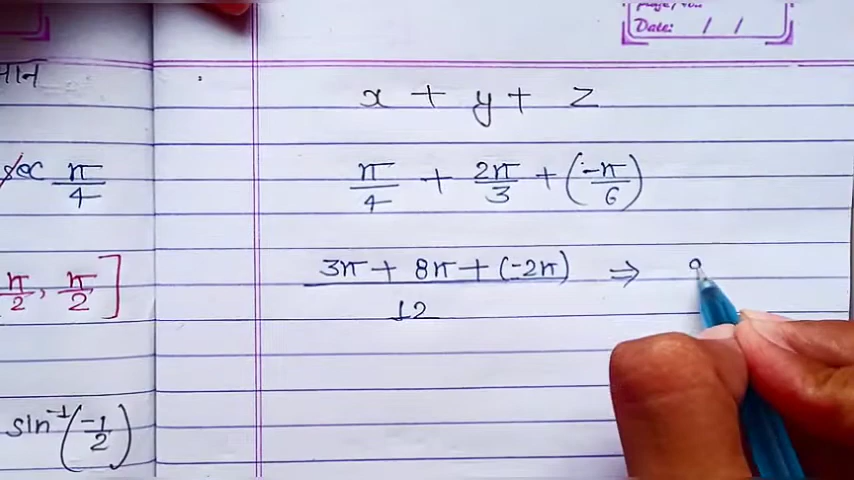 Date: / /
मान
x + y + z
sec π/4
π/4 + 2π/3 + (-π/6)
π/2, π/2]
3π + 8π + (-2π) / 12 ⇒ 9
sin⁻¹(-1/2)